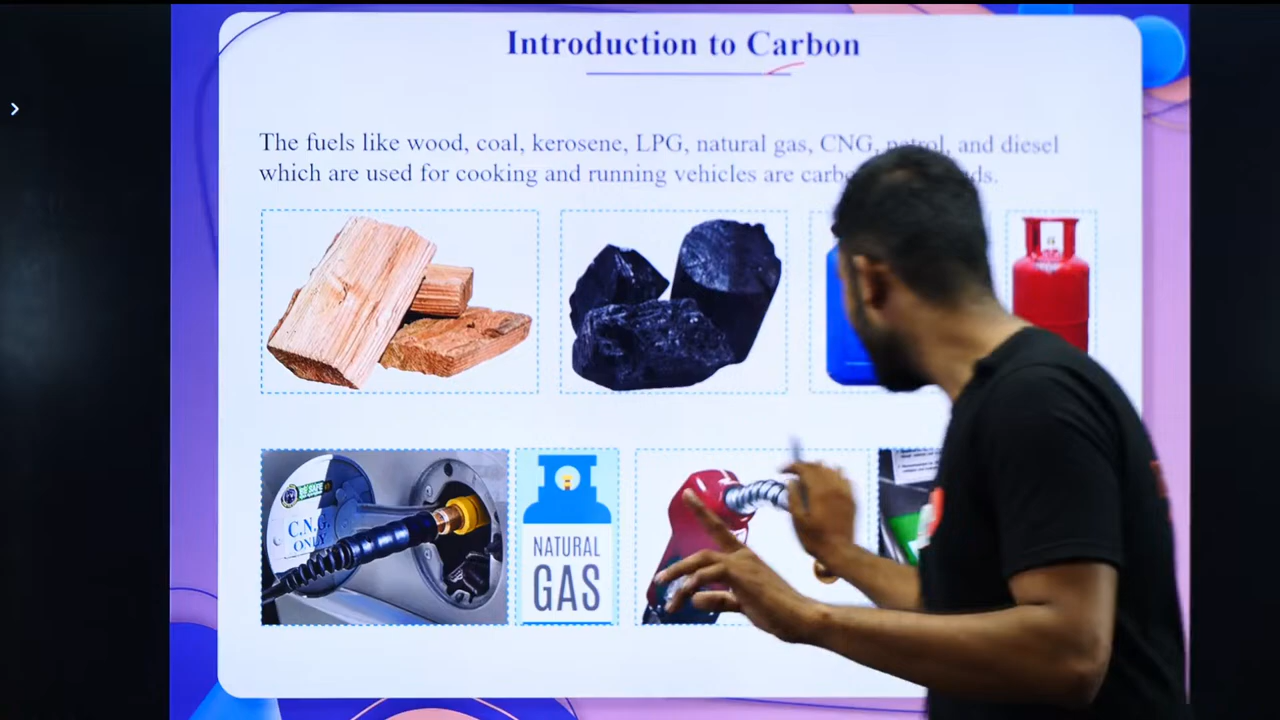 Introduction to Carbon
The fuels like wood, coal, kerosene, LPG, natural gas, CNG, petrol, and diesel
which are used for cooking and running vehicles are
C.N.G.
ONLY
NATURAL
GAS